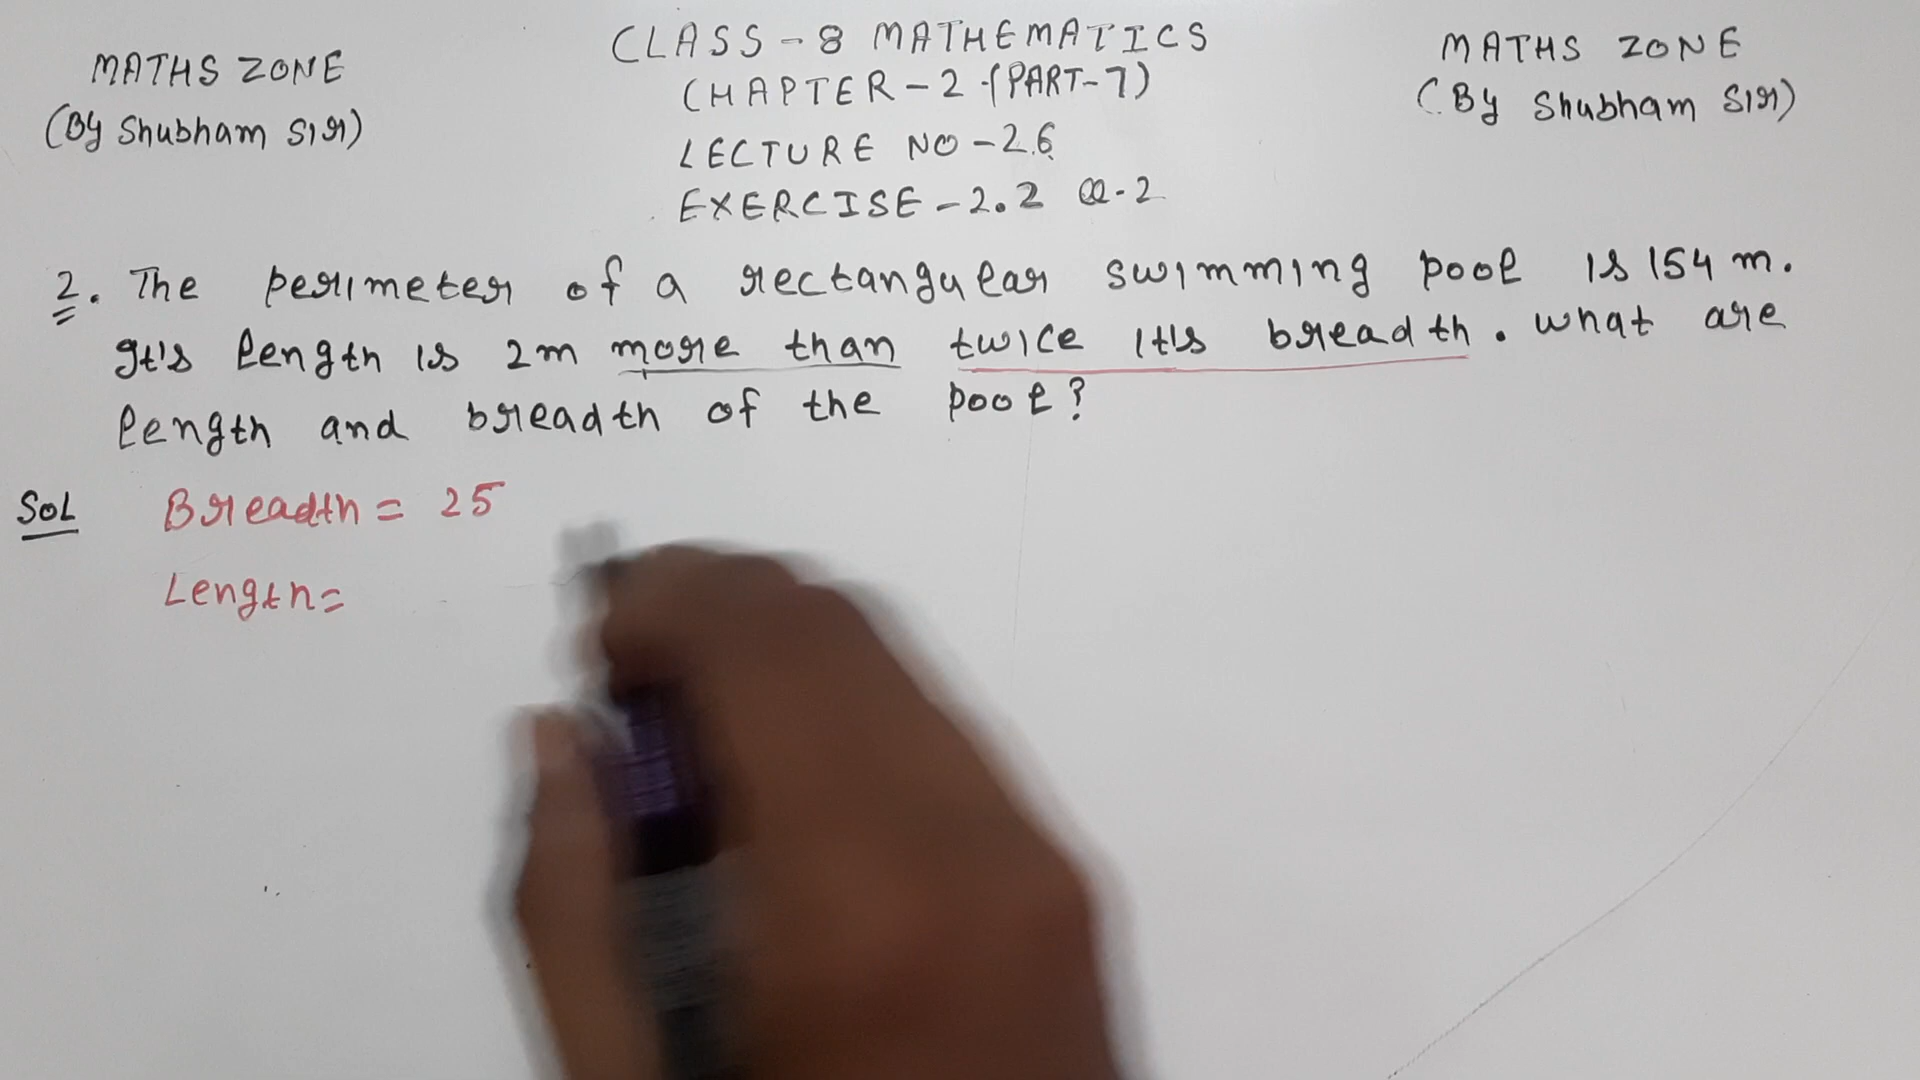 MATHS ZONE
(By Shubham Sir)
CLASS - 8 MATHEMATICS
CHAPTER - 2 (PART-7)
LECTURE NO - 26
EXERCISE - 2.2 Q-2
MATHS ZONE
(By Shubham Sir)
2. The perimeter of a rectangular swimming pool is 154 m.
It's length is 2m more than twice it's breadth. what are
length and breadth of the pool?
SOL Breadth = 25
Length =